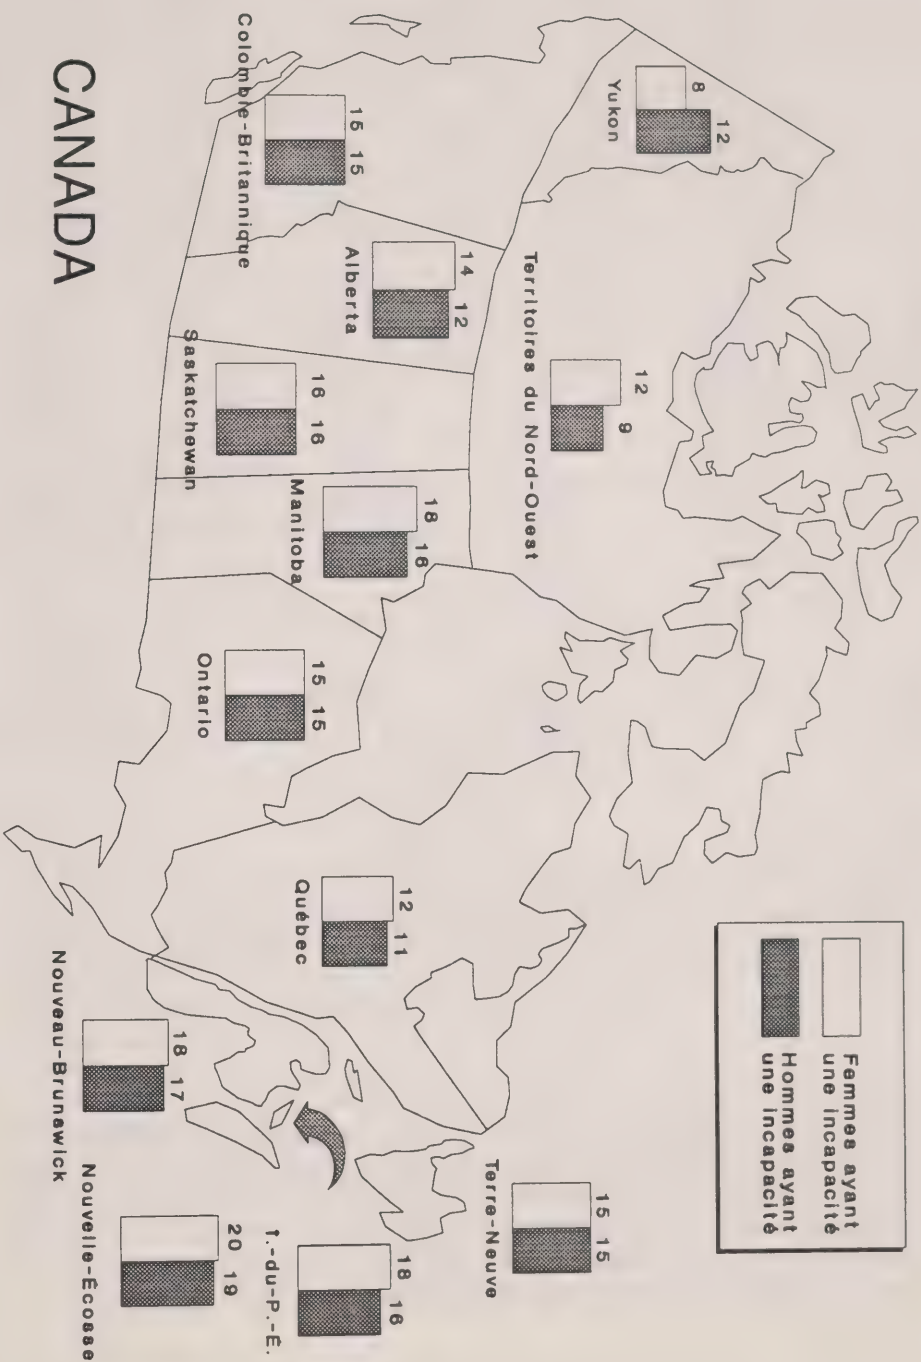 Femmes ayant
une incapacité
Hommes ayant
une incapacité
8 12
Yukon
12 9
Territoires du Nord-Ouest
15 15
Colombie-Britannique
14 12
Alberta
16 16
Saskatchewan
18 16
Manitoba
15 15
Ontario
12 11
Québec
15 15
Terre-Neuve
18 16
Î.-du-P.-É.
18 17
Nouveau-Brunswick
20 19
Nouvelle-Écosse
CANADA